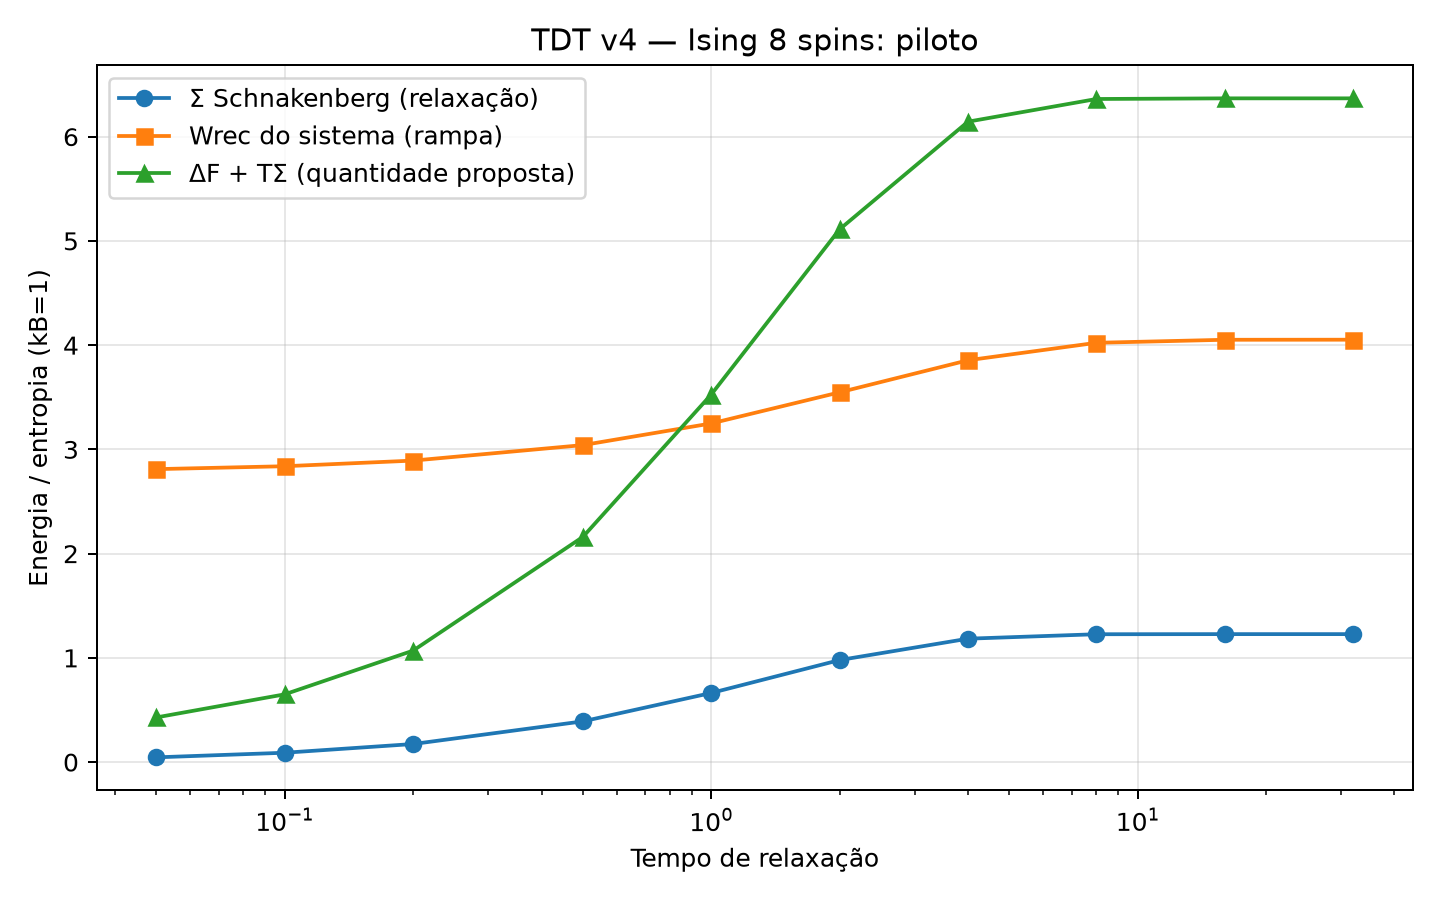 TDT v4 — Ising 8 spins: piloto
Σ Schnakenberg (relaxação)
Wrec do sistema (rampa)
ΔF + TΣ (quantidade proposta)
Energia / entropia (kB=1)
6
5
4
3
2
1
0
10⁻¹
10⁰
10¹
Tempo de relaxação